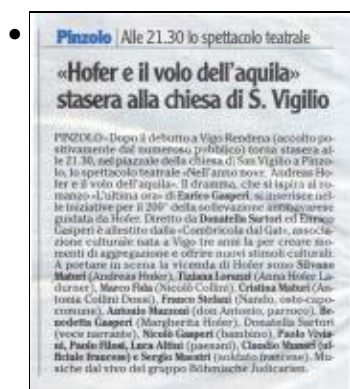 Pinzolo | Alle 21.30 lo spettacolo teatrale
«Hofer e il volo dell'aquila»
stasera alla chiesa di S. Vigilio
PINZOLO - Dopo il debutto a Vigo Rendena (accolto po-
sitivamente dal numeroso pubblico) torna stasera al-
le 21.30, nel piazzale della chiesa di San Vigilio a Pinzo-
lo, lo spettacolo teatrale «Nell'anno nove. Andreas Ho-
fer e il volo dell'aquila». Il dramma, che si ispira al ro-
manzo «L'ultima ora» di Enrico Gasperi, si inserisce nel-
le iniziative per il 200° della sollevazione antibavarese
guidata da Hofer. Diretto da Donatella Sartori ed Enrico
Gasperi è allestito dalla «Combricola dal Gat», associa-
zione culturale nata a Vigo tre anni fa per creare mo-
menti di aggregazione e offrire nuovi stimoli culturali.
A portare in scena la vicenda di Hofer sono Silvano
Maturi (Andreas Hofer), Tiziana Lorenzi (Anna Hofer La-
durner), Marco Fida (Nicolò Collini), Cristina Maturi (An-
tonia Collini Dossi), Franco Stefani (Nando, oste-capo-
comune), Antonio Mazzoni (don Antonio, parroco), Be-
nedetta Gasperi (Margherita Hofer), Donatella Sartori
(voce narrante), Nicolò Gasperi (bambino), Paolo Vivia-
ni, Paolo Filosi, Luca Altini (paesani), Claudio (uf-
ficiale francese) e Sergio Maestri (soldato francese). Mu-
siche dal vivo del gruppo Böhmische Judicarien.